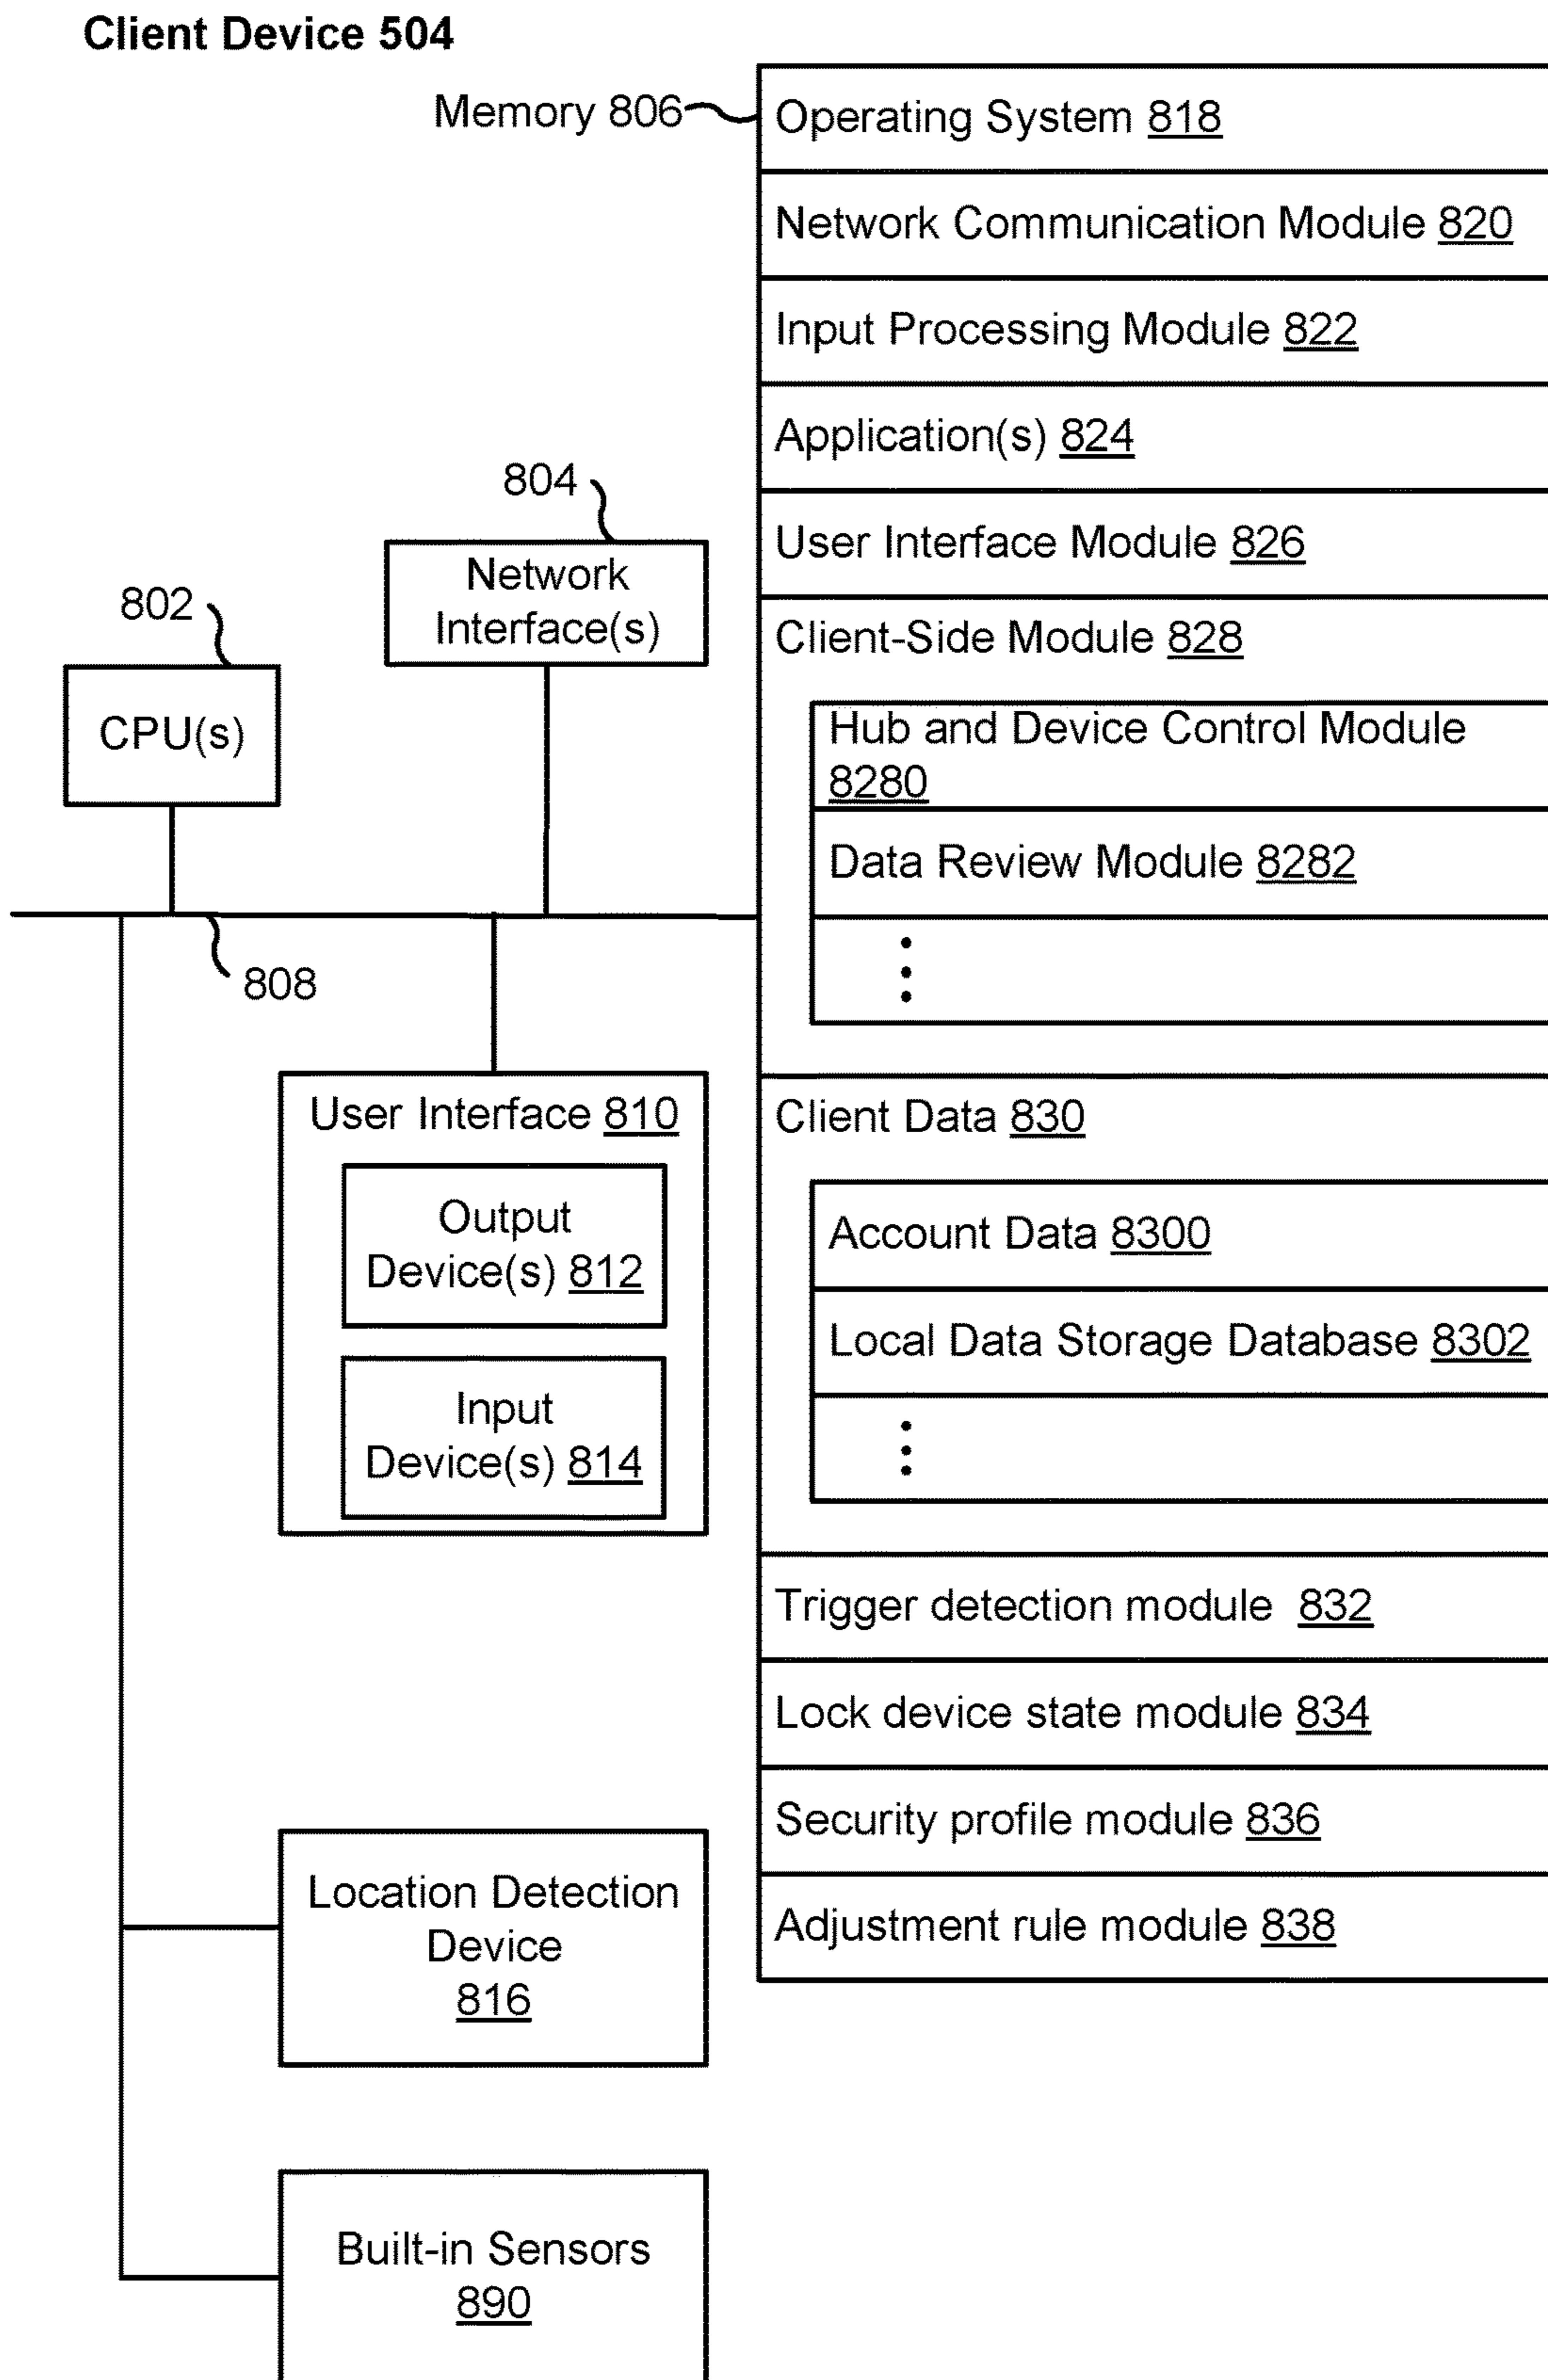 Client Device 504
Memory 806
Operating System 818
Network Communication Module 820
Input Processing Module 822
Application(s) 824
User Interface Module 826
Client-Side Module 828
Hub and Device Control Module
8280
Data Review Module 8282
804
Network
Interface(s)
802
CPU(s)
808
User Interface 810
Output
Device(s) 812
Input
Device(s) 814
Client Data 830
Account Data 8300
Local Data Storage Database 8302
Trigger detection module 832
Lock device state module 834
Security profile module 836
Adjustment rule module 838
Location Detection
Device
816
Built-in Sensors
890